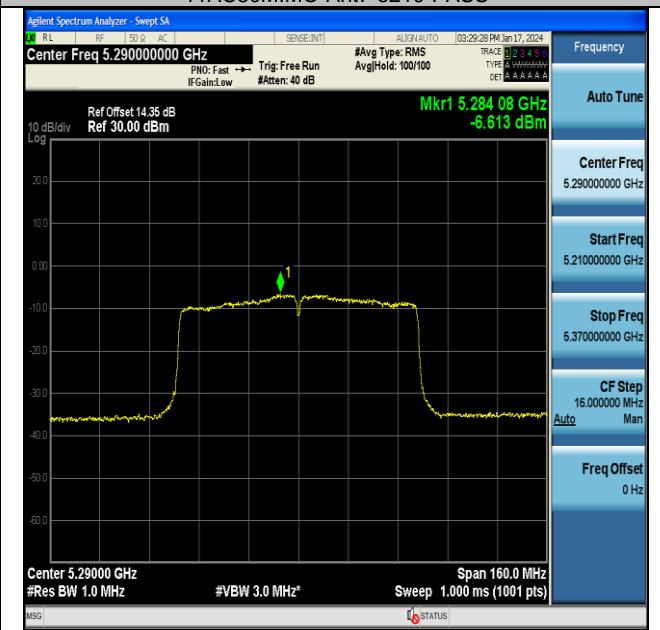 Agilent Spectrum Analyzer - Swept SA
RL RF 50 Ω AC SENSE:INT ALIGN AUTO 03:29:28 PM Jan 17, 2024
Center Freq 5.290000000 GHz #Avg Type: RMS TRACE 1 2 3 4 5 6
PNO: Fast Trig: Free Run Avg|Hold: 100/100 TYPE A WWWWW
IFGain:Low #Atten: 40 dB DET A A A A A A
Frequency
Mkr1 5.284 08 GHz
Ref Offset 14.35 dB
-6.613 dBm
10 dB/div Ref 30.00 dBm
Log
20.0
10.0
0.00
-10.0
-20.0
-30.0
-40.0
-50.0
-60.0
1
Center 5.29000 GHz Span 160.0 MHz
#Res BW 1.0 MHz #VBW 3.0 MHz* Sweep 1.000 ms (1001 pts)
MSG STATUS
Auto Tune
Center Freq
5.290000000 GHz
Start Freq
5.210000000 GHz
Stop Freq
5.370000000 GHz
CF Step
16.000000 MHz
Auto Man
Freq Offset
0 Hz